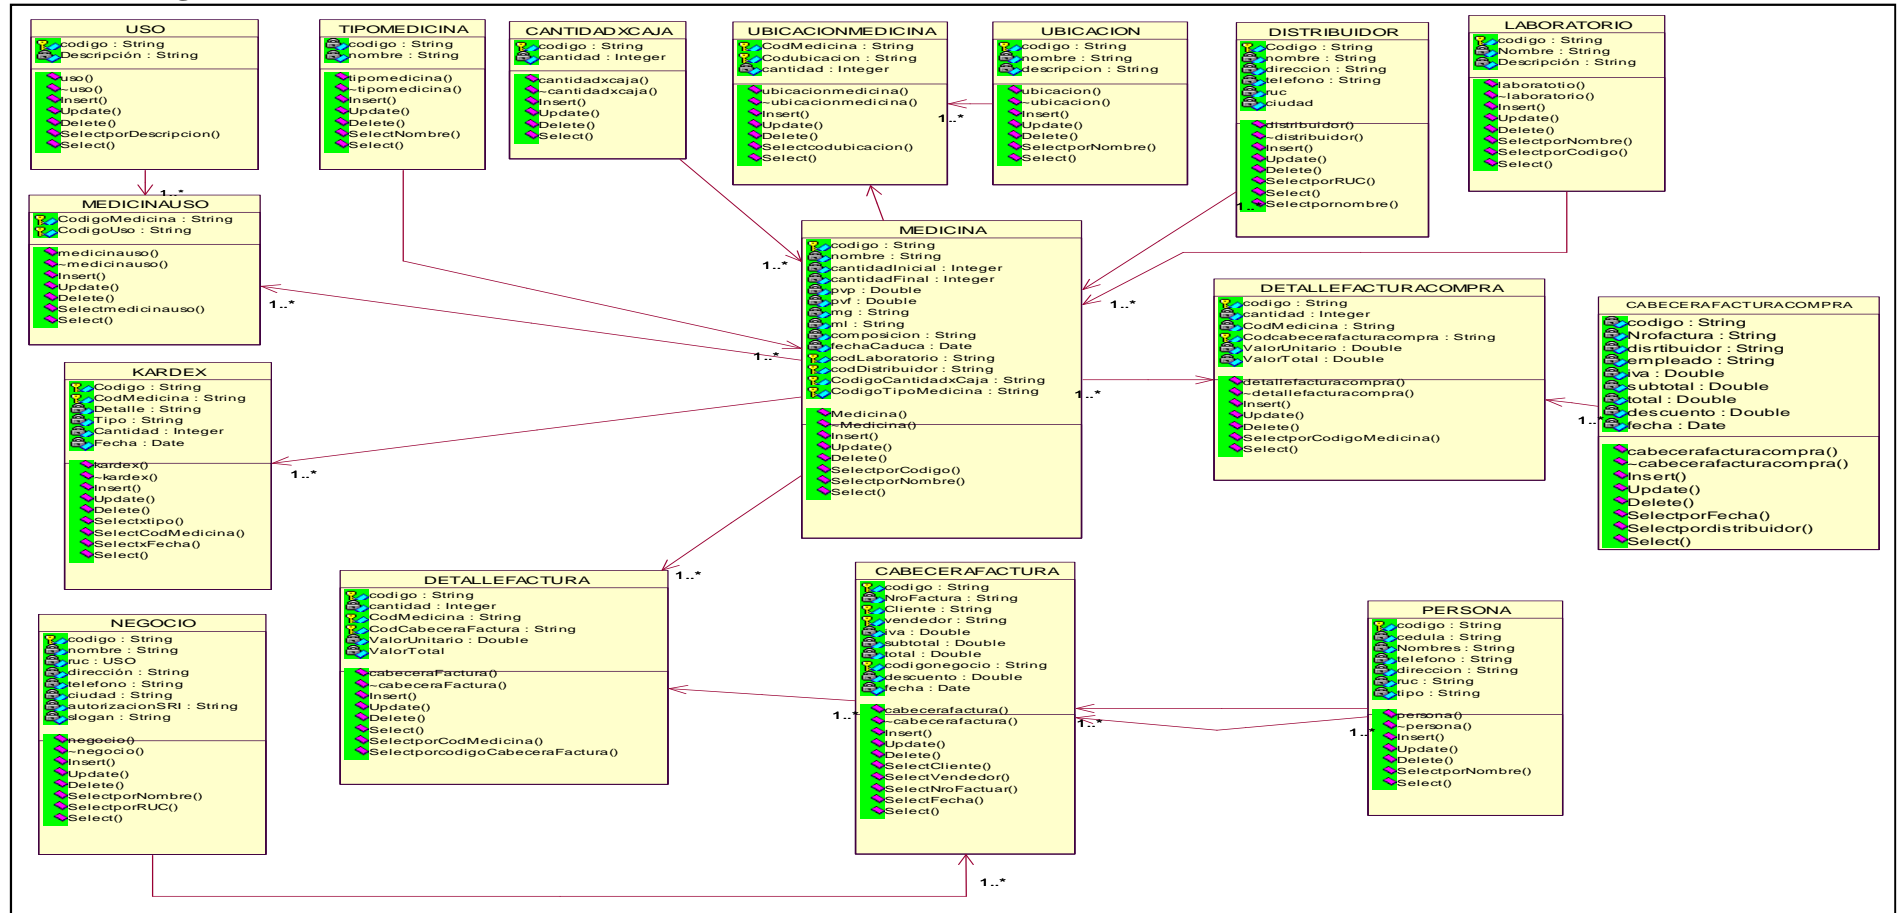 USO
codigo : String
Descripción : String
uso()
~uso()
Insert()
Update()
Delete()
SelectporDescripcion()
Select()
1..*
TIPOMEDICINA
codigo : String
nombre : String
tipomedicina()
~tipomedicina()
Insert()
Update()
Delete()
SelectNombre()
Select()
CANTIDADXCAJA
codigo : String
cantidad : Integer
cantidadxcaja()
~cantidadxcaja()
Insert()
Update()
Delete()
Select()
UBICACIONMEDICINA
CodMedicina : String
Codubicacion : String
cantidad : Integer
ubicacionmedicina()
~ubicacionmedicina()
Insert()
Update()
Delete()
Selectcodubicacion()
Select()
1..*
UBICACION
codigo : String
nombre : String
descripcion : String
ubicacion()
~ubicacion()
Insert()
Update()
Delete()
SelectporNombre()
Select()
DISTRIBUIDOR
Codigo : String
nombre : String
direccion : String
telefono : String
ruc
ciudad
distribuidor()
~distribuidor()
Insert()
Update()
Delete()
SelectporRUC()
Select()
Selectpornombre()
1..*
LABORATORIO
codigo : String
Nombre : String
Descripción : String
laboratotio()
~laboratorio()
Insert()
Update()
Delete()
SelectporNombre()
SelectporCodigo()
Select()
MEDICINAUSO
CodigoMedicina : String
CodigoUso : String
medicinauso()
~medicinauso()
Insert()
Update()
Delete()
Selectmedicinauso()
Select()
1..*
MEDICINA
codigo : String
nombre : String
cantidadInicial : Integer
cantidadFinal : Integer
pvp : Double
pvf : Double
mg : String
ml : String
composicion : String
fechaCaduca : Date
codLaboratorio : String
codDistribuidor : String
CodigoCantidadxCaja : String
CodigoTipoMedicina : String
Medicina()
~Medicina()
Insert()
Update()
Delete()
SelectporCodigo()
SelectporNombre()
Select()
1..*
1..*
1..*
1..*
DETALLEFACTURACOMPRA
codigo : String
cantidad : Integer
CodMedicina : String
Codcabecerafacturacompra : String
ValorUnitario : Double
ValorTotal : Double
detallefacturacompra()
~detallefacturacompra()
Insert()
Update()
Delete()
SelectporCodigoMedicina()
Select()
1..*
CABECERAFACTURACOMPRA
codigo : String
Nrofactura : String
disrtibuidor : String
empleado : String
iva : Double
subtotal : Double
total : Double
descuento : Double
fecha : Date
cabecerafacturacompra()
~cabecerafacturacompra()
Insert()
Update()
Delete()
SelectporFecha()
Selectpordistribuidor()
Select()
KARDEX
Codigo : String
CodMedicina : String
Detalle : String
Tipo : String
Cantidad : Integer
Fecha : Date
kardex()
~kardex()
Insert()
Update()
Delete()
Selectxtipo()
SelectCodMedicina()
SelectxFecha()
Select()
1..*
DETALLEFACTURA
codigo : String
cantidad : Integer
CodMedicina : String
CodCabeceraFactura : String
ValorUnitario : Double
ValorTotal
cabeceraFactura()
~cabeceraFactura()
Insert()
Update()
Delete()
Select()
SelectporCodMedicina()
SelectporcodigoCabeceraFactura()
1..*
CABECERAFACTURA
codigo : String
NroFactura : String
Cliente : String
vendedor : String
iva : Double
subtotal : Double
total : Double
codigonegocio : String
descuento : Double
fecha : Date
cabecerafactura()
~cabecerafactura()
Insert()
Update()
Delete()
SelectCliente()
SelectVendedor()
SelectNroFactuar()
SelectFecha()
Select()
1..*
1..*
PERSONA
codigo : String
cedula : String
Nombres : String
telefono : String
direccion : String
ruc : String
tipo : String
persona()
~persona()
Insert()
Update()
Delete()
SelectporNombre()
Select()
1..*
NEGOCIO
codigo : String
nombre : String
ruc : USO
dirección : String
telefono : String
ciudad : String
autorizacionSRI : String
slogan : String
negocio()
~negocio()
Insert()
Update()
Delete()
SelectporNombre()
SelectporRUC()
Select()
1..*